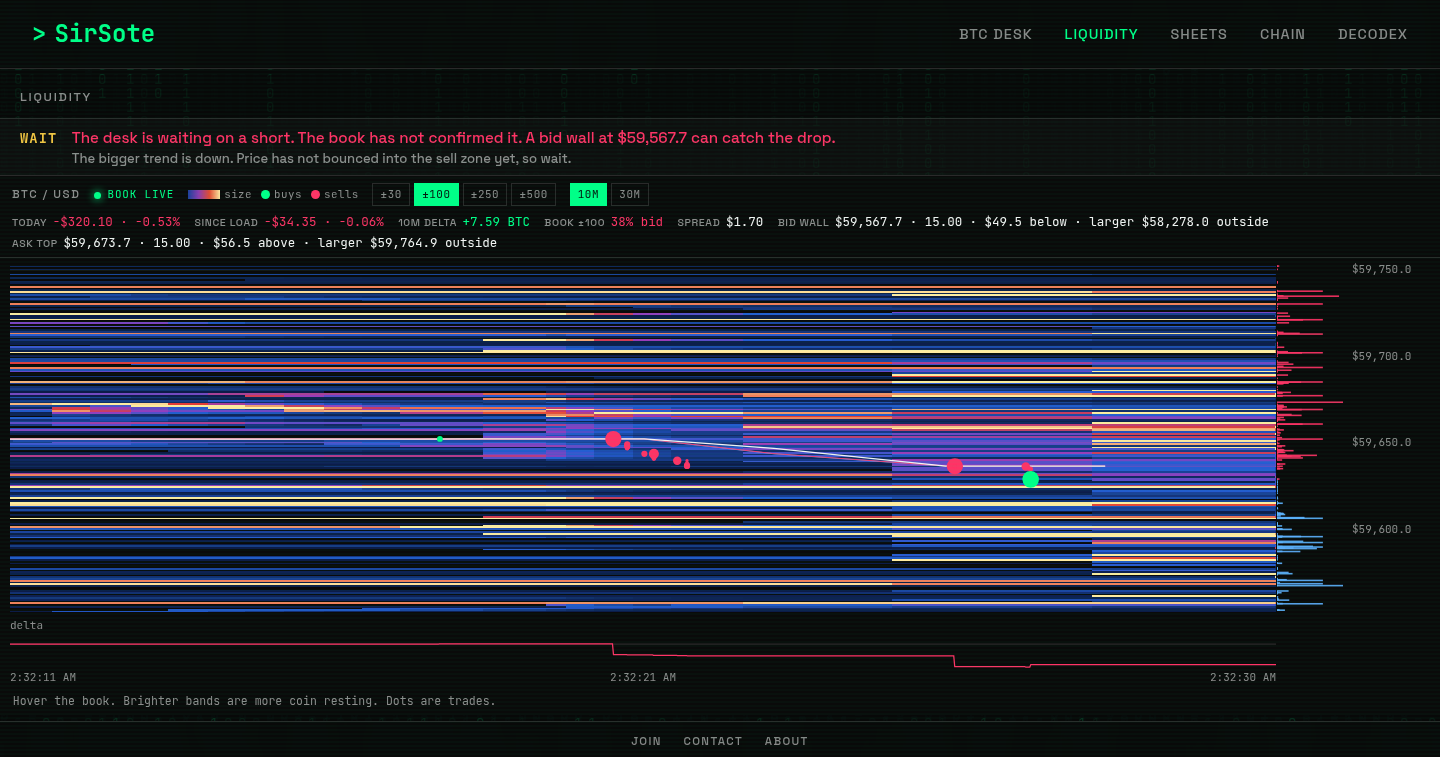 > SirSote
BTC DESK LIQUIDITY SHEETS CHAIN DECODEX
LIQUIDITY
WAIT The desk is waiting on a short. The book has not confirmed it. A bid wall at $59,567.7 can catch the drop.
The bigger trend is down. Price has not bounced into the sell zone yet, so wait.
BTC / USD BOOK LIVE size buys sells ±30 ±100 ±250 ±500 10M 30M
TODAY -$320.10 · -0.53% SINCE LOAD -$34.35 · -0.06% 10M DELTA +7.59 BTC BOOK ±100 38% bid SPREAD $1.70 BID WALL $59,567.7 · 15.00 · $49.5 below · larger $58,278.0 outside
ASK TOP $59,673.7 · 15.00 · $56.5 above · larger $59,764.9 outside
$59,750.0
$59,700.0
$59,650.0
$59,600.0
delta
2:32:11 AM 2:32:21 AM 2:32:30 AM
Hover the book. Brighter bands are more coin resting. Dots are trades.
JOIN CONTACT ABOUT